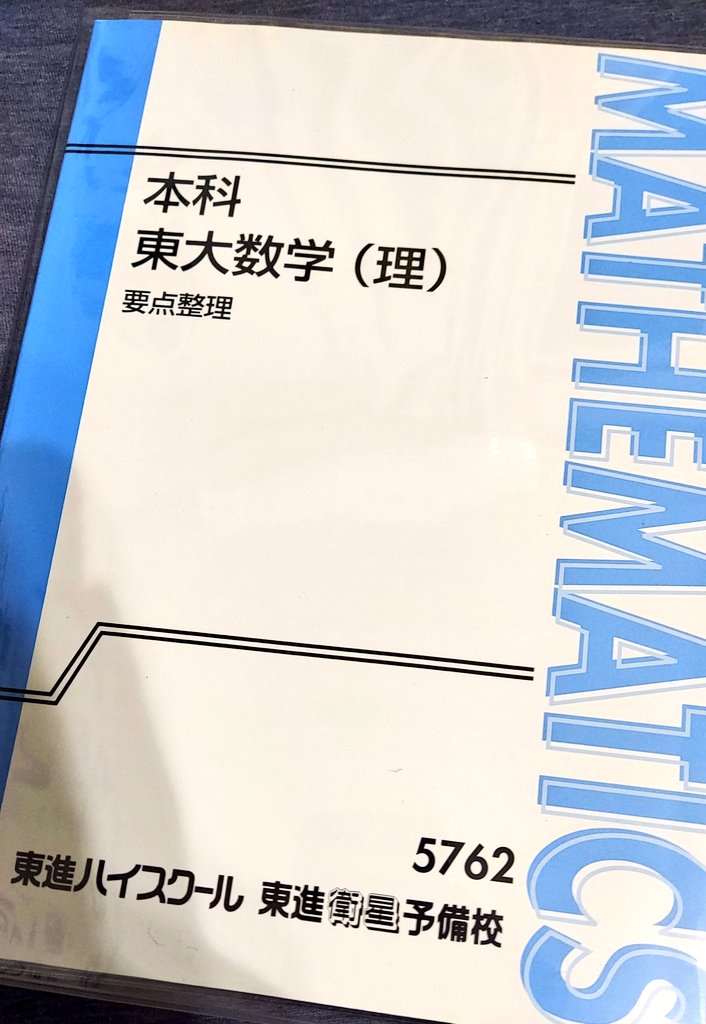 本科
東大数学（理）
要点整理
MATHEMATICS
5762
東進ハイスクール 東進衛星予備校